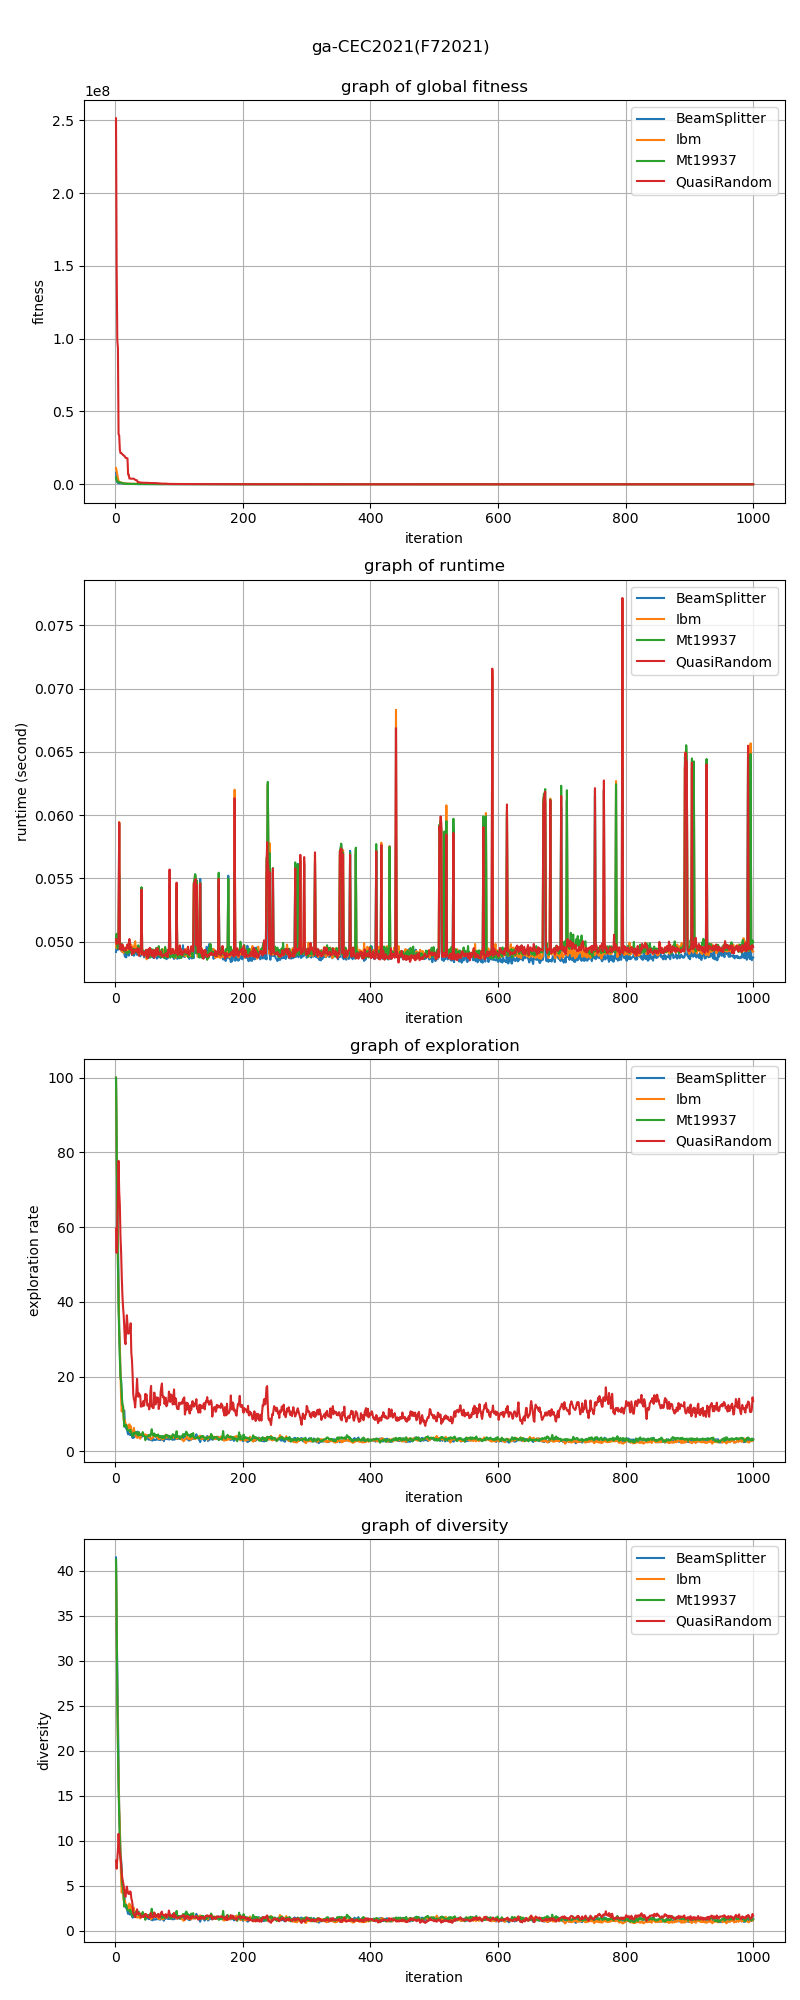 ga-CEC2021(F72021)
graph of global fitness
1e8
2.5
2.0
1.5
1.0
0.5
0.0
fitness
0 200 400 600 800 1000
iteration
BeamSplitter
Ibm
Mt19937
QuasiRandom
graph of runtime
0.075
0.070
0.065
0.060
0.055
0.050
runtime (second)
0 200 400 600 800 1000
iteration
BeamSplitter
Ibm
Mt19937
QuasiRandom
graph of exploration
100
80
60
40
20
0
exploration rate
0 200 400 600 800 1000
iteration
BeamSplitter
Ibm
Mt19937
QuasiRandom
graph of diversity
40
35
30
25
20
15
10
5
0
diversity
0 200 400 600 800 1000
iteration
BeamSplitter
Ibm
Mt19937
QuasiRandom